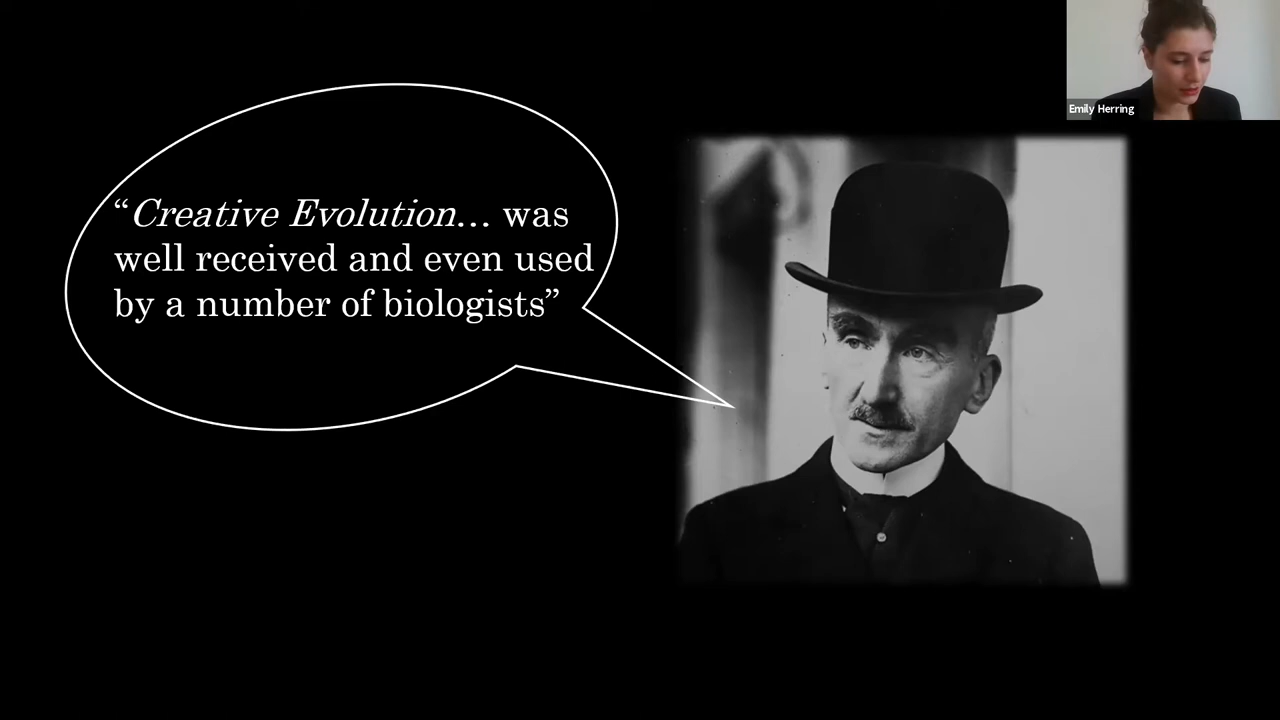 Emily Herring
“Creative Evolution... was
well received and even used
by a number of biologists”